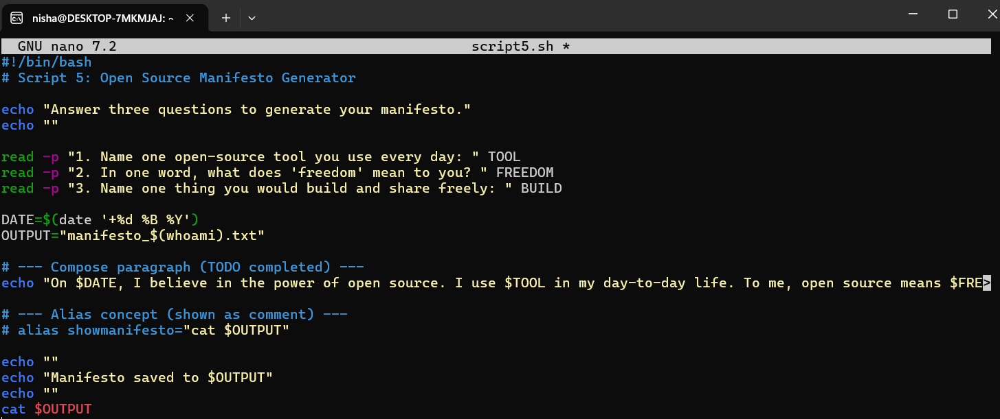 nisha@DESKTOP-7MKMJAJ: ~
GNU nano 7.2 script5.sh *
#!/bin/bash
# Script 5: Open Source Manifesto Generator
echo "Answer three questions to generate your manifesto."
echo ""
read -p "1. Name one open-source tool you use every day: " TOOL
read -p "2. In one word, what does 'freedom' mean to you? " FREEDOM
read -p "3. Name one thing you would build and share freely: " BUILD
DATE=$(date '+%d %B %Y')
OUTPUT="manifesto_$(whoami).txt"
# --- Compose paragraph (TODO completed) ---
echo "On $DATE, I believe in the power of open source. I use $TOOL in my day-to-day life. To me, open source means $FRE>
# --- Alias concept (shown as comment) ---
# alias showmanifesto="cat $OUTPUT"
echo ""
echo "Manifesto saved to $OUTPUT"
echo ""
cat $OUTPUT